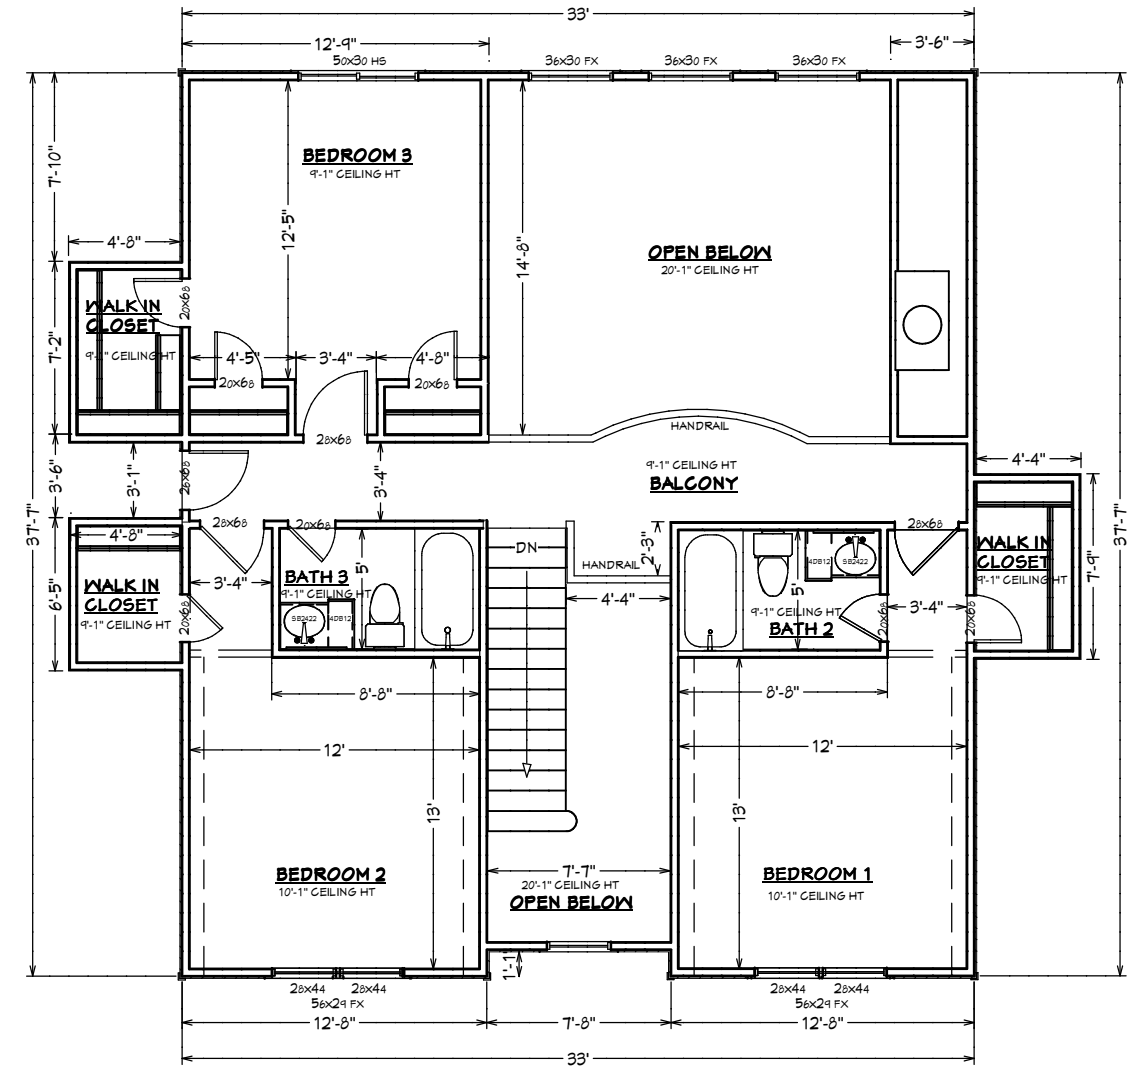 33'
12'-9"
3'-6"
50x30 HS
36x30 FX
36x30 FX
36x30 FX
7'-10"
BEDROOM 3
9'-1" CEILING HT
12'-5"
14'-8"
OPEN BELOW
20'-1" CEILING HT
4'-8"
WALK IN
CLOSET
9'-1" CEILING HT
20x68
7'-2"
4'-5"
3'-4"
4'-8"
20x68
20x68
28x68
HANDRAIL
9'-1" CEILING HT
BALCONY
3'-6"
3'-1"
26x68
3'-4"
4'-4"
37'-7"
37'-7"
28x68
20x68
28x68
4'-8"
DN
2'-3"
HANDRAIL
4'-4"
WALK IN
CLOSET
9'-1" CEILING HT
7'-9"
6'-5"
WALK IN
CLOSET
9'-1" CEILING HT
20x68
3'-4"
BATH 3
9'-1" CEILING HT
5'
SB2422
4DB12
4DB12
SB2422
5'
9'-1" CEILING HT
BATH 2
20x68
3'-4"
20x68
8'-8"
8'-8"
12'
12'
13'
13'
BEDROOM 2
10'-1" CEILING HT
7'-7"
20'-1" CEILING HT
OPEN BELOW
BEDROOM 1
10'-1" CEILING HT
1'-1"
28x44
28x44
56x29 FX
28x44
28x44
56x29 FX
12'-8"
7'-8"
12'-8"
33'